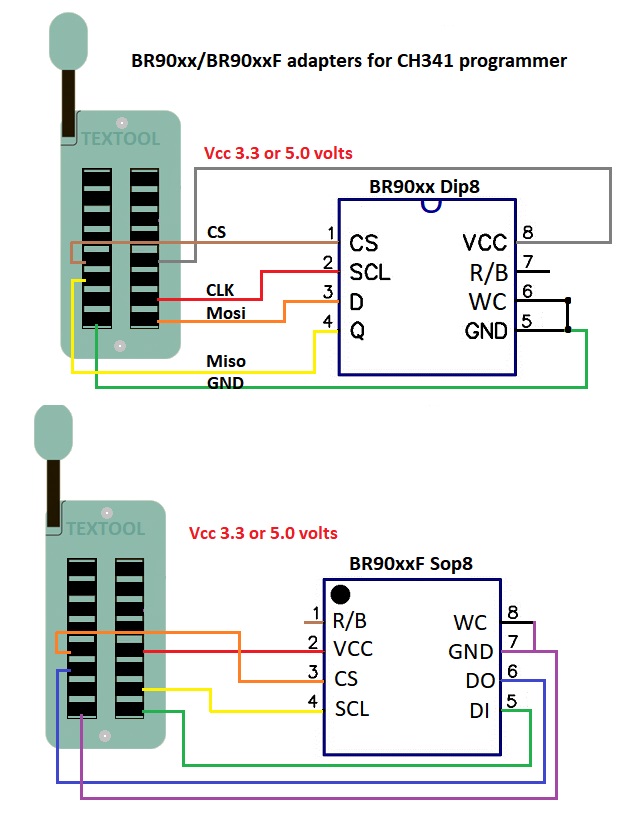 BR90xx/BR90xxF adapters for CH341 programmer
TEXTOOL
Vcc 3.3 or 5.0 volts
BR90xx Dip8
CS
1 CS VCC 8
2 SCL R/B 7
CLK
3 D WC 6
Mosi
4 Q GND 5
Miso
GND
TEXTOOL
Vcc 3.3 or 5.0 volts
BR90xxF Sop8
1 R/B WC 8
2 VCC GND 7
3 CS DO 6
4 SCL DI 5